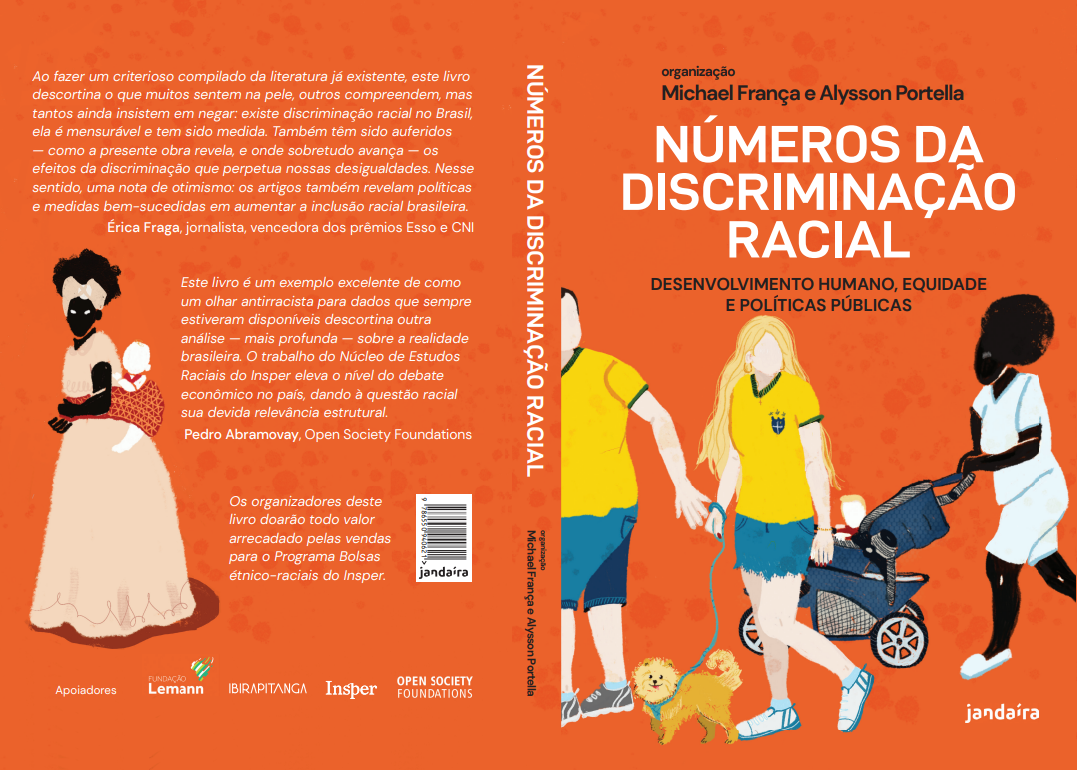 Ao fazer um criterioso compilado da literatura já existente, este livro
descortina o que muitos sentem na pele, outros compreendem, mas
tantos ainda insistem em negar: existe discriminação racial no Brasil,
ela é mensurável e tem sido medida. Também têm sido auferidos
— como a presente obra revela, e onde sobretudo avança — os
efeitos da discriminação que perpetua nossas desigualdades. Nesse
sentido, uma nota de otimismo: os artigos também revelam políticas
e medidas bem-sucedidas em aumentar a inclusão racial brasileira.
Érica Fraga, jornalista, vencedora dos prêmios Esso e CNI
Este livro é um exemplo excelente de como
um olhar antirracista para dados que sempre
estiveram disponíveis descortina outra
análise — mais profunda — sobre a realidade
brasileira. O trabalho do Núcleo de Estudos
Raciais do Insper eleva o nível do debate
econômico no país, dando à questão racial
sua devida relevância estrutural.
Pedro Abramovay, Open Society Foundations
Os organizadores deste
livro doarão todo valor
arrecadado pelas vendas
para o Programa Bolsas
étnico-raciais do Insper.
9 786550 940621 >
jandaíra
Apoiadores
FUNDAÇÃO
Lemann
IBIRAPITANGA
Insper
OPEN SOCIETY
FOUNDATIONS
NÚMEROS DA DISCRIMINAÇÃO RACIAL
organização
Michael França e Alysson Portella
organização
Michael França e Alysson Portella
NÚMEROS DA
DISCRIMINAÇÃO
RACIAL
DESENVOLVIMENTO HUMANO, EQUIDADE
E POLÍTICAS PÚBLICAS
jandaíra